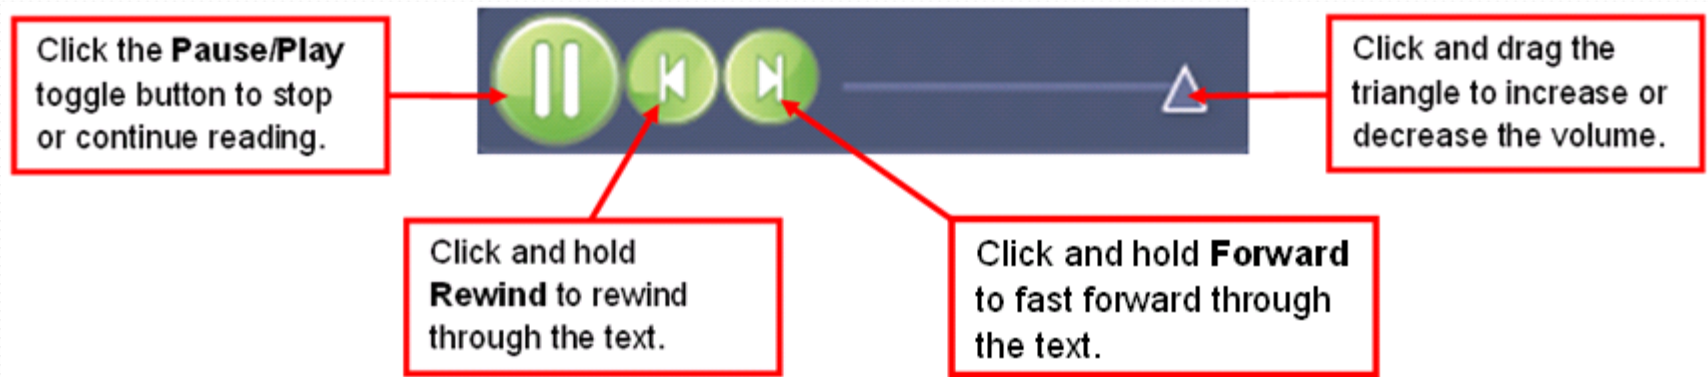 Click the Pause/Play
toggle button to stop
or continue reading.
Click and drag the
triangle to increase or
decrease the volume.
Click and hold
Rewind to rewind
through the text.
Click and hold Forward
to fast forward through
the text.